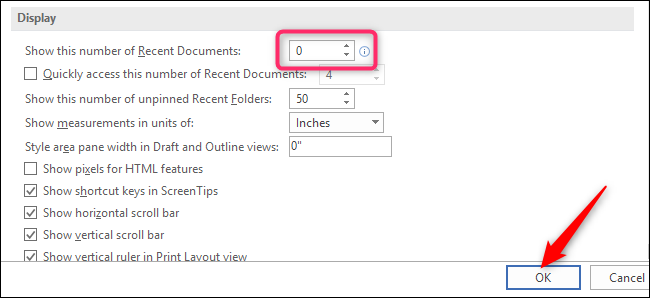 Display
Show this number of Recent Documents: 0
Quickly access this number of Recent Documents: 4
Show this number of unpinned Recent Folders: 50
Show measurements in units of: Inches
Style area pane width in Draft and Outline views: 0"
Show pixels for HTML features
Show shortcut keys in ScreenTips
Show horizontal scroll bar
Show vertical scroll bar
Show vertical ruler in Print Layout view
OK Cancel